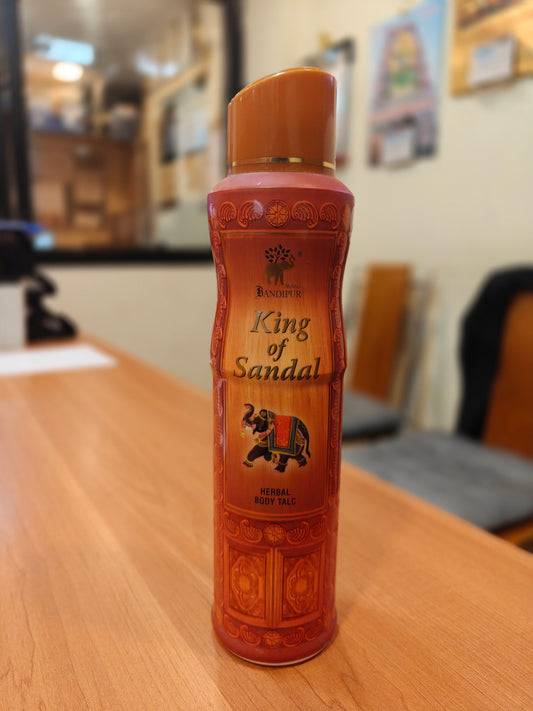 BANDIPUR
®
King
of
Sandal
HERBAL
BODY TALC